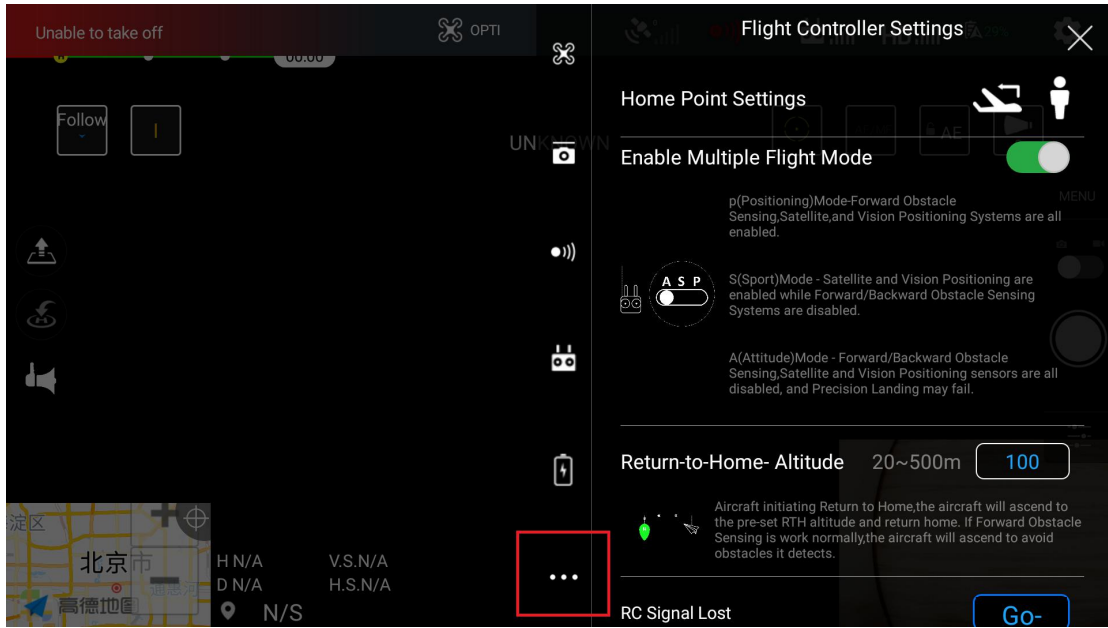 Unable to take off
OPTI
00:00
Follow
UNKNOWN
Flight Controller Settings
29%
Home Point Settings
AE
Enable Multiple Flight Mode
MENU
p(Positioning)Mode-Forward Obstacle
Sensing,Satellite,and Vision Positioning Systems are all
enabled.
A S P
S(Sport)Mode - Satellite and Vision Positioning are
enabled while Forward/Backward Obstacle Sensing
Systems are disabled.
A(Attitude)Mode - Forward/Backward Obstacle
Sensing,Satellite and Vision Positioning sensors are all
disabled, and Precision Landing may fail.
Return-to-Home- Altitude 20~500m 100
Aircraft initiating Return to Home,the aircraft will ascend to
the pre-set RTH altitude and return home. If Forward Obstacle
Sensing is work normally,the aircraft will ascend to avoid
obstacles it detects.
RC Signal Lost
Go-
淀区
北京市
高德地图
H N/A V.S.N/A
D N/A H.S.N/A
N/S